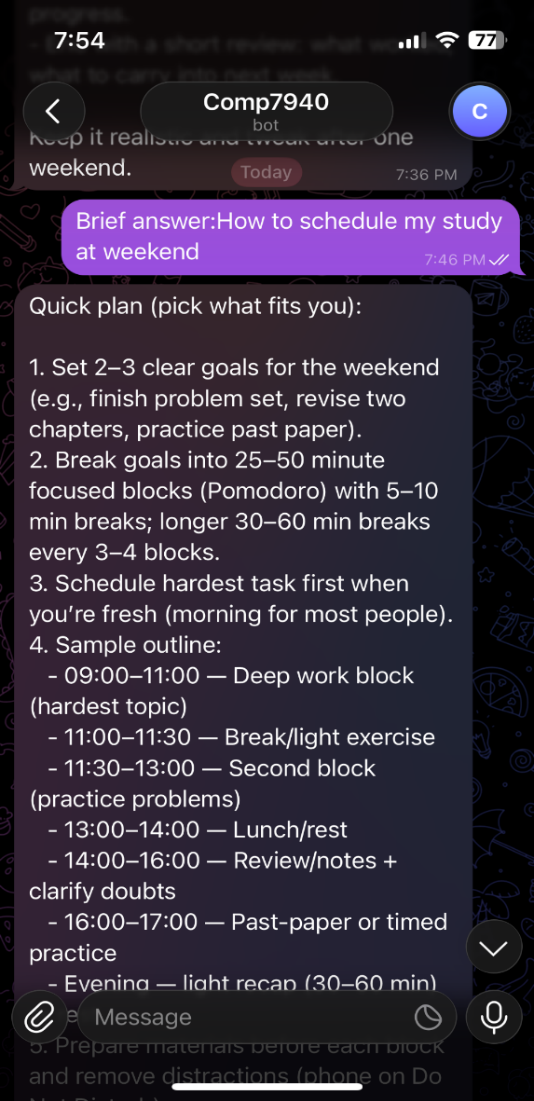 progress.
7:54
77
what to carry into next week.
Comp7940
bot
C
Keep it realistic and tweak after one
weekend.
Today
7:36 PM
Brief answer:How to schedule my study
at weekend
7:46 PM
Quick plan (pick what fits you):
1. Set 2–3 clear goals for the weekend
(e.g., finish problem set, revise two
chapters, practice past paper).
2. Break goals into 25–50 minute
focused blocks (Pomodoro) with 5–10
min breaks; longer 30–60 min breaks
every 3–4 blocks.
3. Schedule hardest task first when
you’re fresh (morning for most people).
4. Sample outline:
- 09:00–11:00 — Deep work block
(hardest topic)
- 11:00–11:30 — Break/light exercise
- 11:30–13:00 — Second block
(practice problems)
- 13:00–14:00 — Lunch/rest
- 14:00–16:00 — Review/notes +
clarify doubts
- 16:00–17:00 — Past-paper or timed
practice
- Evening — light recap (30–60 min)
Message
5. Prepare materials before each block
and remove distractions (phone on Do